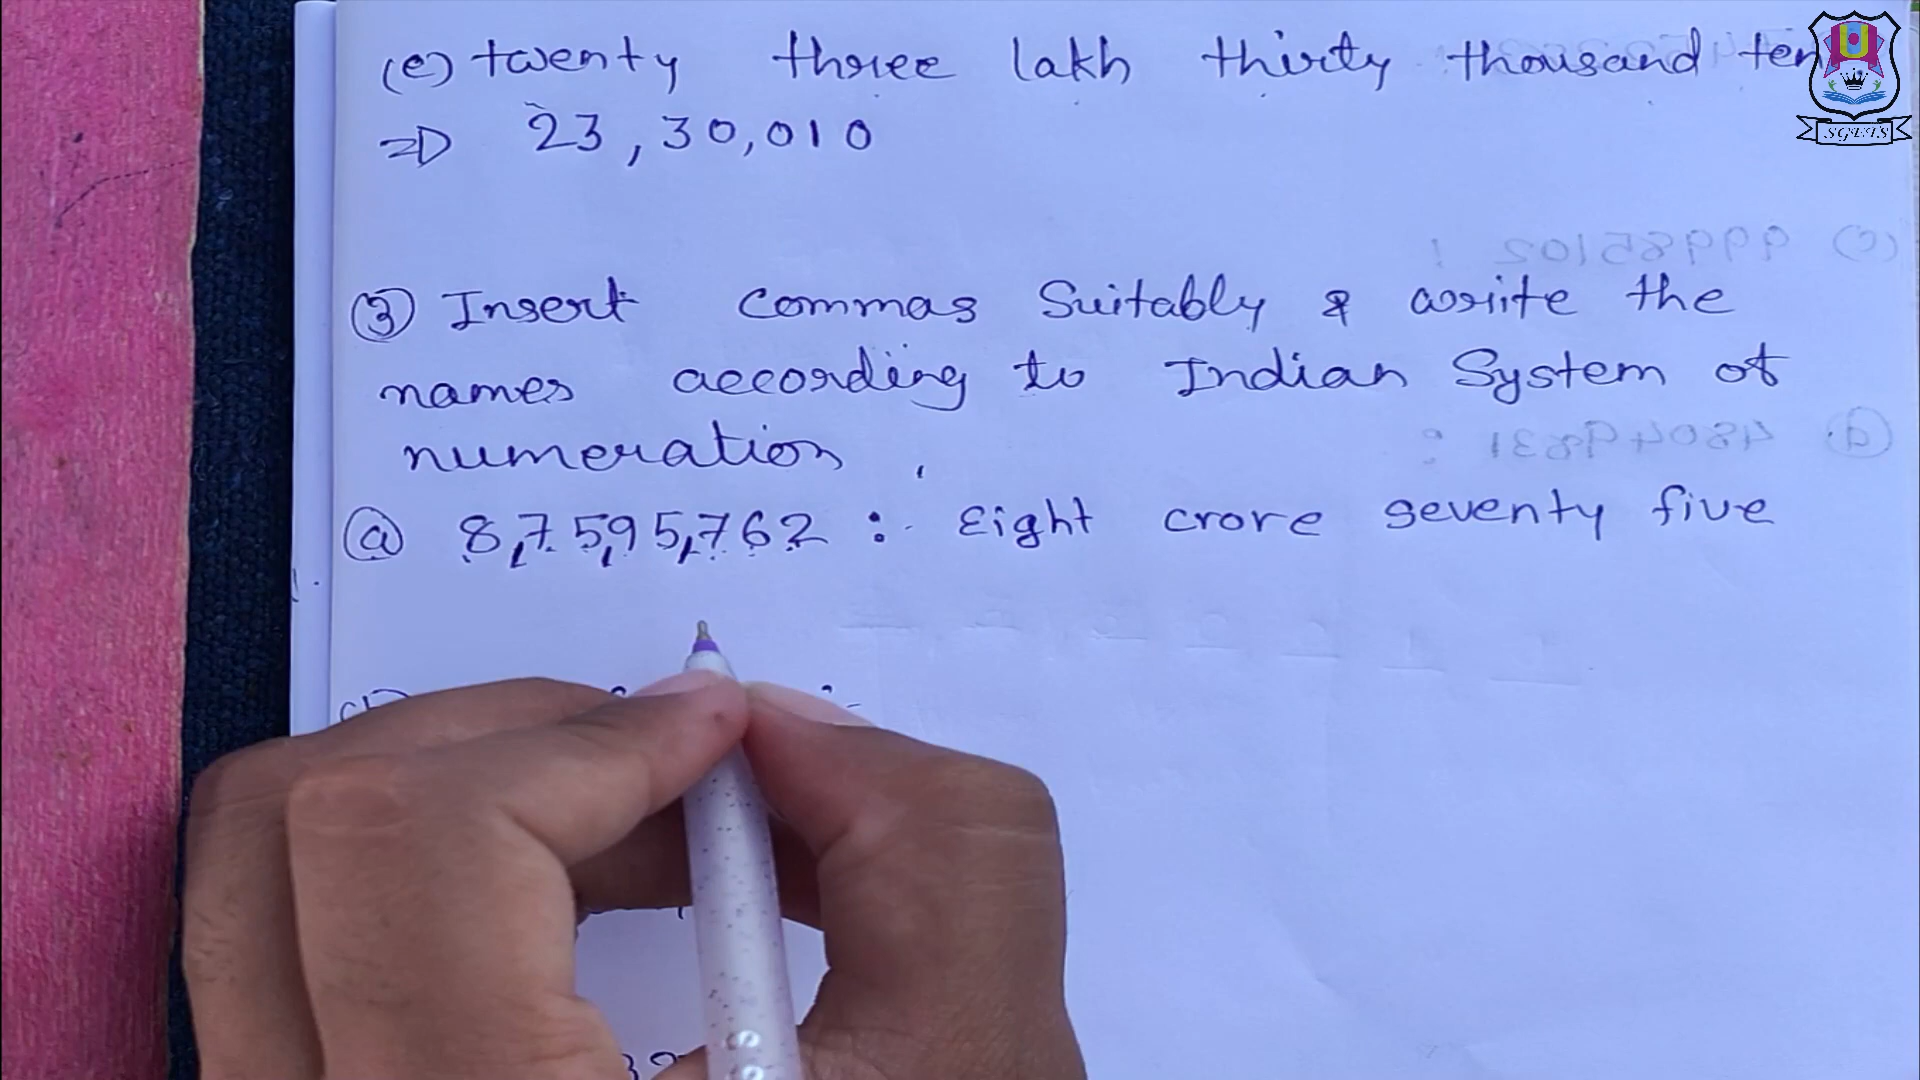 (e) twenty three lakh thirty thousand ten
⇒ 23,30,010
③ Insert commas suitably & write the
names according to Indian System of
numeration.
ⓐ 8,75,95,762 : Eight crore seventy five
SGEIS